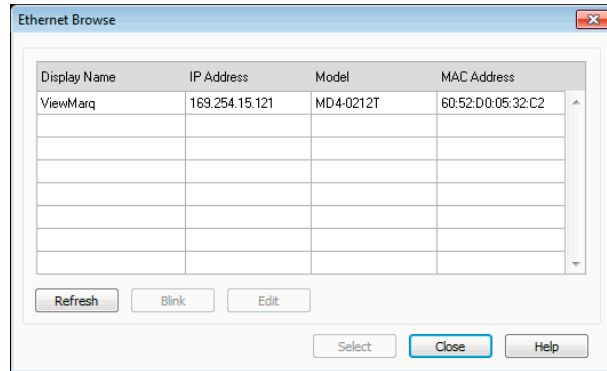 Ethernet Browse
Display Name IP Address Model MAC Address
ViewMarq 169.254.15.121 MD4-0212T 60:52:D0:05:32:C2
Refresh Blink Edit
Select Close Help